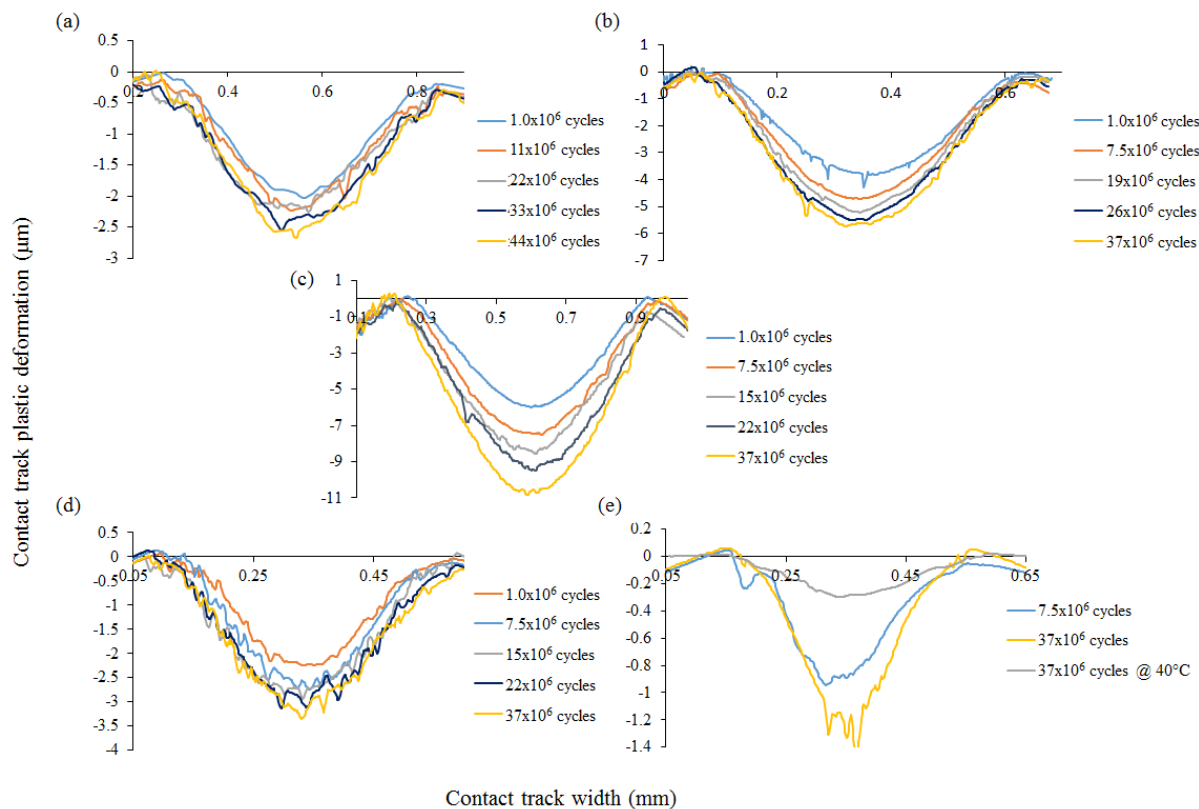 (a)
0.5
0
-0.5
-1
-1.5
-2
-2.5
-3
0.2 0.4 0.6 0.8
1.0x10⁶ cycles
11x10⁶ cycles
22x10⁶ cycles
33x10⁶ cycles
44x10⁶ cycles
(b)
1
0
-1
-2
-3
-4
-5
-6
-7
0 0.2 0.4 0.6
1.0x10⁶ cycles
7.5x10⁶ cycles
19x10⁶ cycles
26x10⁶ cycles
37x10⁶ cycles
Contact track plastic deformation (µm)
(c)
1
-1
-3
-5
-7
-9
-11
0.1 0.3 0.5 0.7 0.9
1.0x10⁶ cycles
7.5x10⁶ cycles
15x10⁶ cycles
22x10⁶ cycles
37x10⁶ cycles
(d)
0.5
0
-0.5
-1
-1.5
-2
-2.5
-3
-3.5
-4
0.05 0.25 0.45
1.0x10⁶ cycles
7.5x10⁶ cycles
15x10⁶ cycles
22x10⁶ cycles
37x10⁶ cycles
(e)
0.2
0
-0.2
-0.4
-0.6
-0.8
-1
-1.2
-1.4
0.05 0.25 0.45 0.65
7.5x10⁶ cycles
37x10⁶ cycles
37x10⁶ cycles @ 40°C
Contact track width (mm)